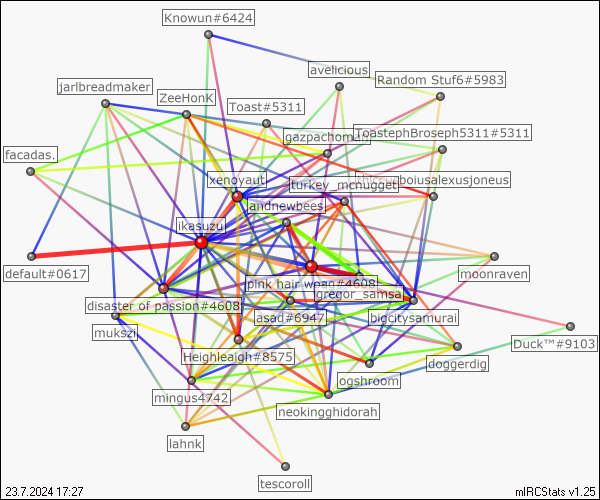 Knowun#6424
avelicious
Random Stuf6#5983
jarlbreadmaker
ZeeHonK
Toast#5311
gazpachoma
ToastephBroseph5311#5311
facadas.
xenoyaut
turkey_mcnugget
boiusalexusjoneus
andnewbees
ikasuzu
default#0617
moonraven
pink hair wpag#4608
gregor_samsa
disaster of passion#4608
asad#6947
bigcitysamurai
mukszi
Duck™#9103
Heighleaigh#8575
doggerdig
ogshroom
mingus4742
neokingghidorah
lahnk
tescoroll
23.7.2024 17:27
mIRCStats v1.25